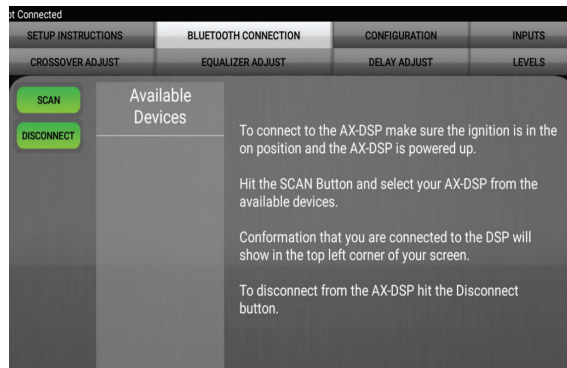 ot Connected
SETUP INSTRUCTIONS
BLUETOOTH CONNECTION
CONFIGURATION
INPUTS
CROSSOVER ADJUST
EQUALIZER ADJUST
DELAY ADJUST
LEVELS
SCAN
DISCONNECT
Available
Devices
To connect to the AX-DSP make sure the ignition is in the
on position and the AX-DSP is powered up.
Hit the SCAN Button and select your AX-DSP from the
available devices.
Conformation that you are connected to the DSP will
show in the top left corner of your screen.
To disconnect from the AX-DSP hit the Disconnect
button.